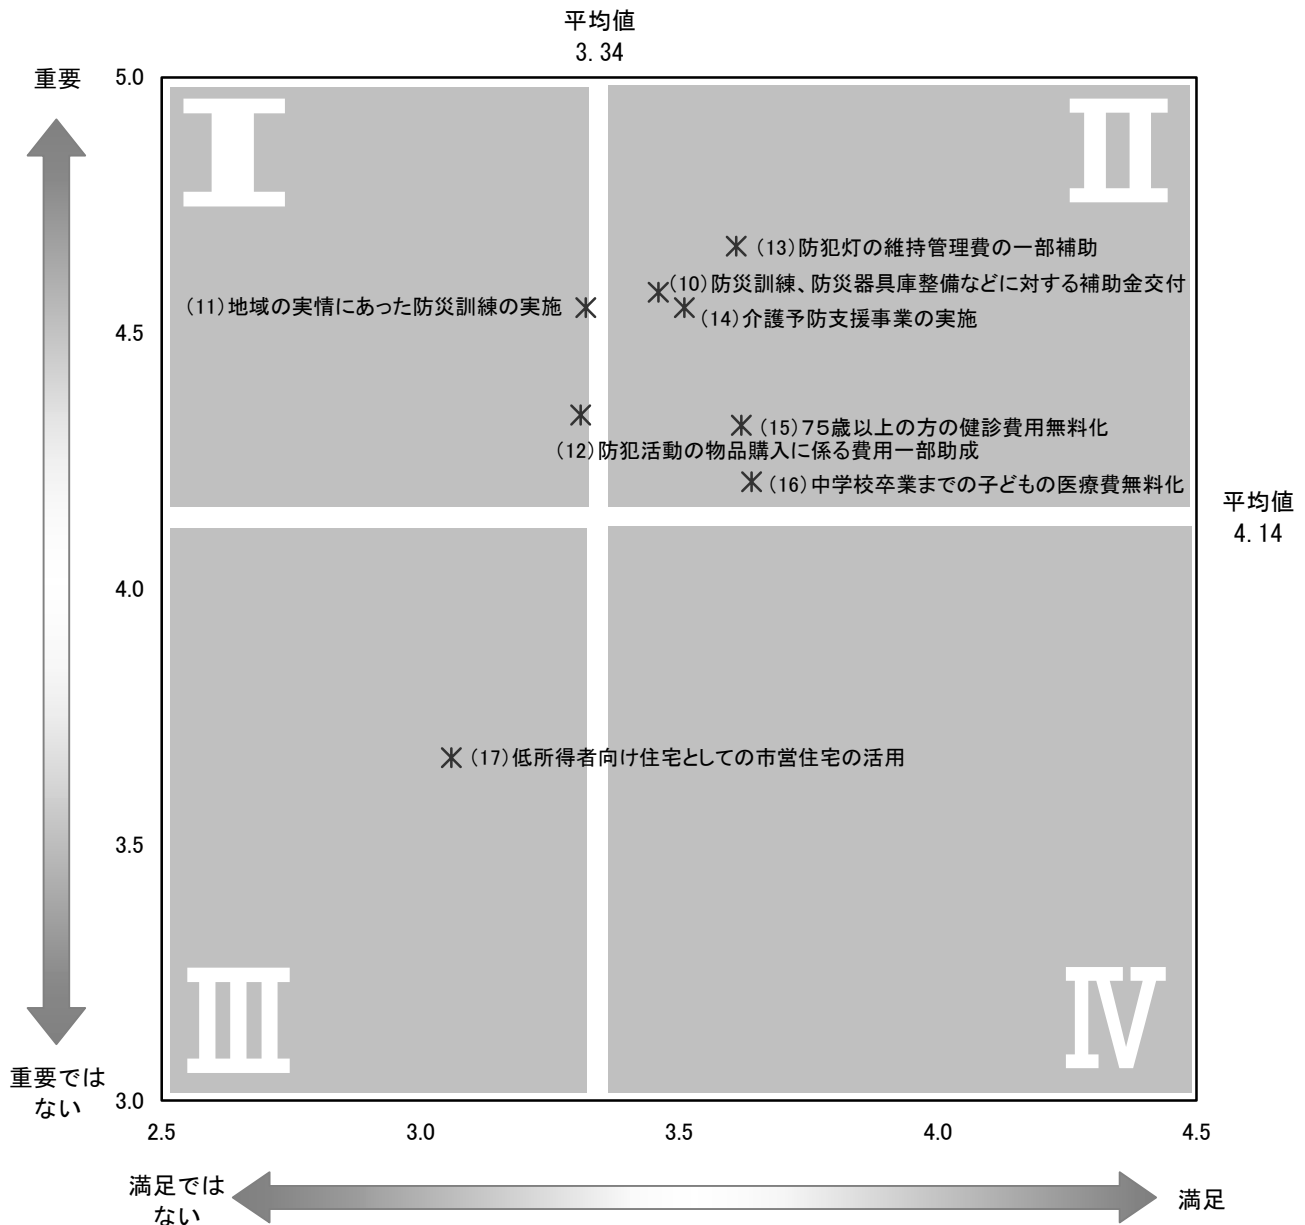 平均値
3.34
重要
5.0
Ⅰ
Ⅱ
(13)防犯灯の維持管理費の一部補助
(10)防災訓練、防災器具庫整備などに対する補助金交付
(11)地域の実情にあった防災訓練の実施
(14)介護予防支援事業の実施
4.5
(15)75歳以上の方の健診費用無料化
(12)防犯活動の物品購入に係る費用一部助成
(16)中学校卒業までの子どもの医療費無料化
平均値
4.14
4.0
(17)低所得者向け住宅としての市営住宅の活用
3.5
Ⅲ
Ⅳ
重要では
ない
3.0
2.5
3.0
3.5
4.0
4.5
満足では
ない
満足